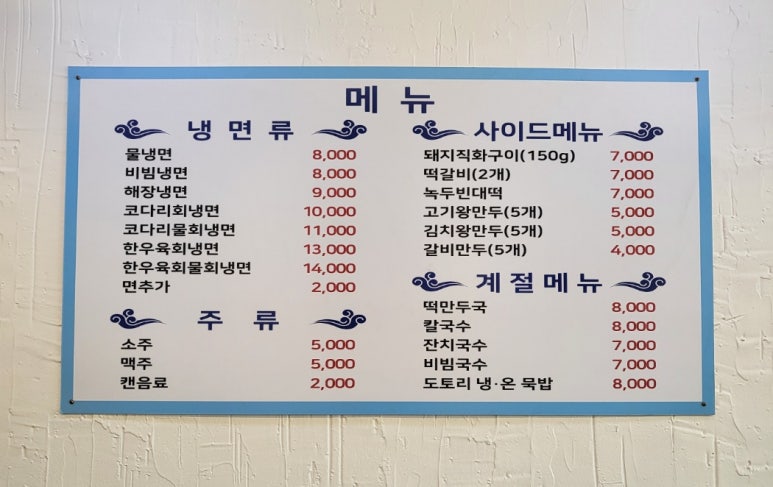 메 뉴
냉 면 류
물냉면 8,000
비빔냉면 8,000
해장냉면 9,000
코다리회냉면 10,000
코다리물회냉면 11,000
한우육회냉면 13,000
한우육회물회냉면 14,000
면추가 2,000
주 류
소주 5,000
맥주 5,000
캔음료 2,000
사이드메뉴
돼지직화구이(150g) 7,000
떡갈비(2개) 7,000
녹두빈대떡 7,000
고기왕만두(5개) 5,000
김치왕만두(5개) 5,000
갈비만두(5개) 4,000
계 절 메 뉴
떡만두국 8,000
칼국수 8,000
잔치국수 7,000
비빔국수 7,000
도토리 냉·온 묵밥 8,000